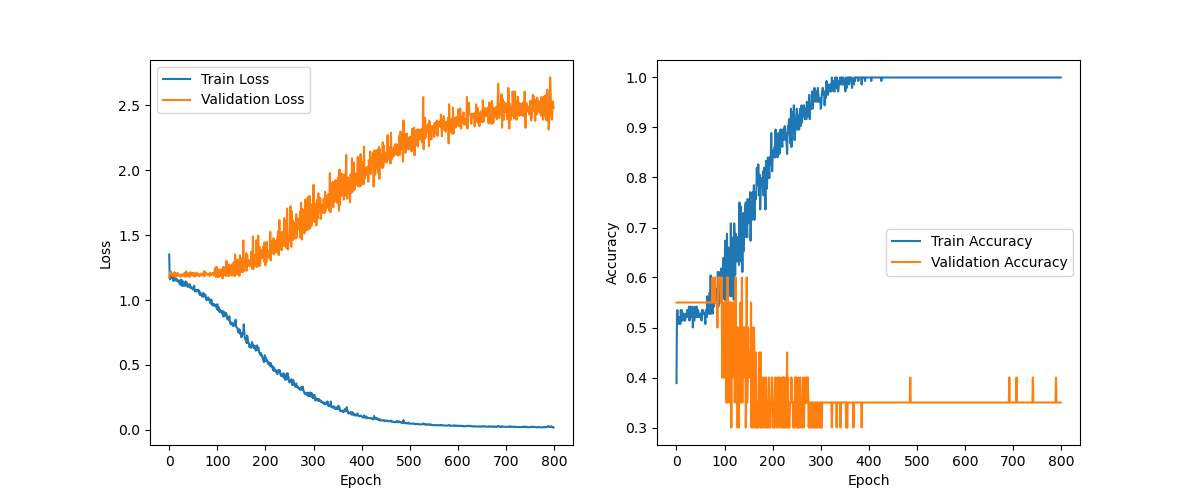 Train Loss
Validation Loss
2.5
2.0
1.5
1.0
0.5
0.0
Loss
0 100 200 300 400 500 600 700 800
Epoch
Train Accuracy
Validation Accuracy
1.0
0.9
0.8
0.7
0.6
0.5
0.4
0.3
Accuracy
0 100 200 300 400 500 600 700 800
Epoch